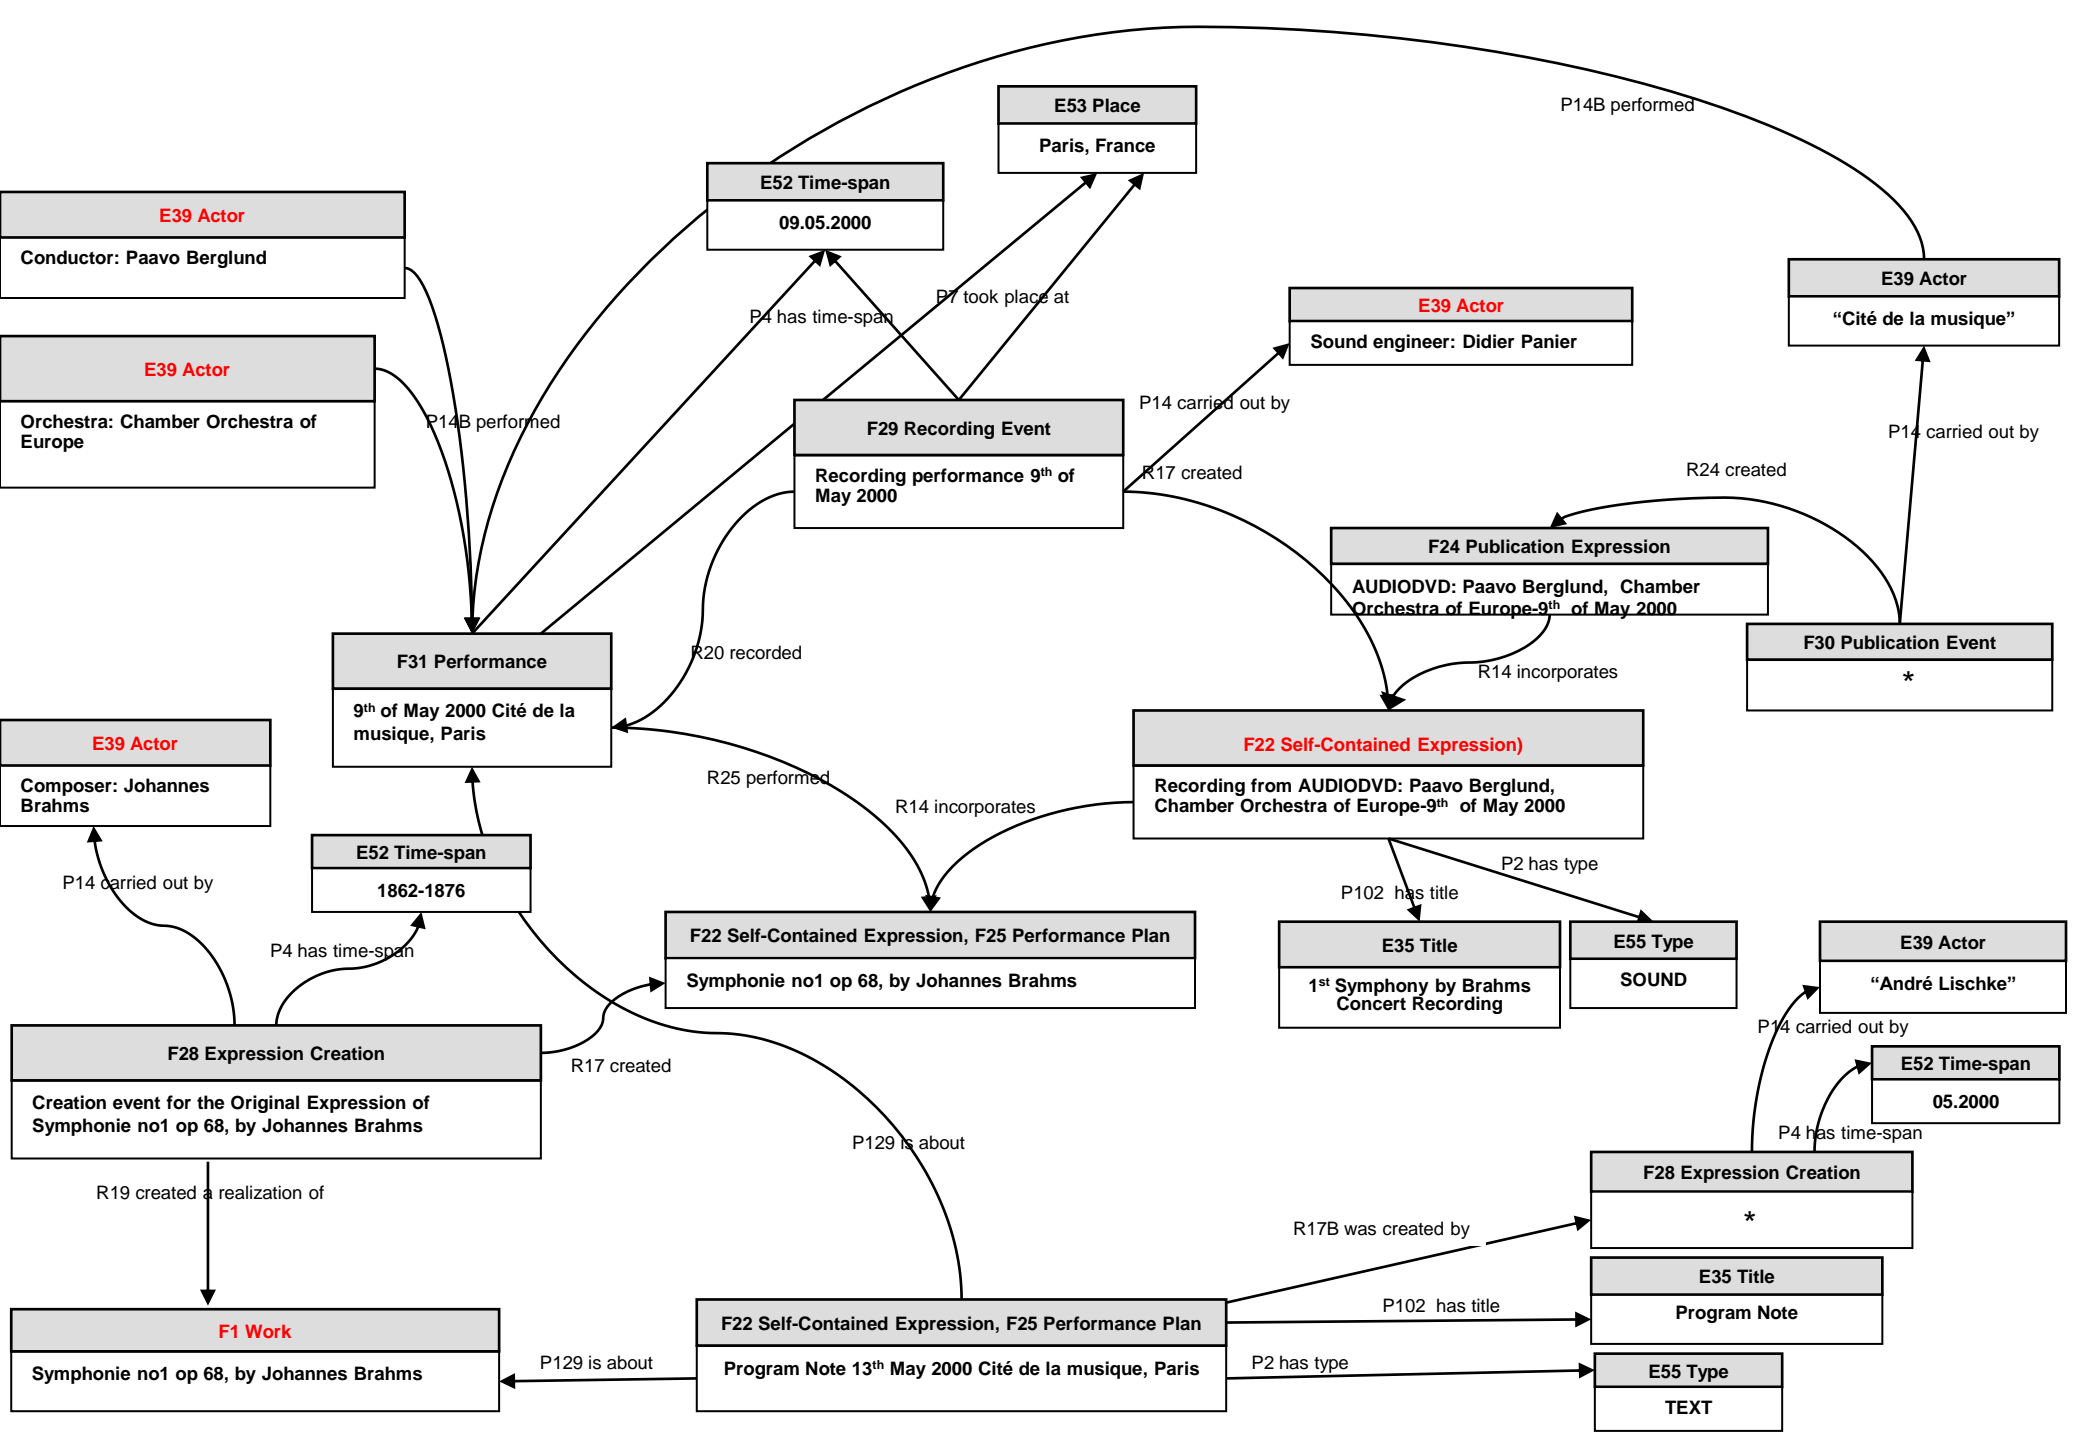 P14B performed
E53 Place
Paris, France
E52 Time-span
09.05.2000
E39 Actor
Conductor: Paavo Berglund
E39 Actor
"Cité de la musique"
E39 Actor
Sound engineer: Didier Panier
P7 took place at
P4 has time-span
E39 Actor
Orchestra: Chamber Orchestra of
Europe
P14B performed
P14 carried out by
F29 Recording Event
Recording performance 9th of
May 2000
P14 carried out by
R17 created
R24 created
F24 Publication Expression
AUDIODVD: Paavo Berglund,  Chamber
Orchestra of Europe-9th  of May 2000
F30 Publication Event
*
F31 Performance
9th of May 2000 Cité de la
musique, Paris
R20 recorded
R14 incorporates
E39 Actor
Composer: Johannes
Brahms
F22 Self-Contained Expression)
Recording from AUDIODVD: Paavo Berglund,
Chamber Orchestra of Europe-9th  of May 2000
R25 performed
R14 incorporates
E52 Time-span
1862-1876
P14 carried out by
P2 has type
P102  has title
P4 has time-span
F22 Self-Contained Expression, F25 Performance Plan
Symphonie no1 op 68, by Johannes Brahms
E35 Title
1st Symphony by Brahms
Concert Recording
E55 Type
SOUND
E39 Actor
"André Lischke"
P14 carried out by
F28 Expression Creation
Creation event for the Original Expression of
Symphonie no1 op 68, by Johannes Brahms
R17 created
E52 Time-span
05.2000
P4 has time-span
P129 is about
R19 created a realization of
F28 Expression Creation
*
R17B was created by
E35 Title
Program Note
P102  has title
F1 Work
Symphonie no1 op 68, by Johannes Brahms
P129 is about
F22 Self-Contained Expression, F25 Performance Plan
Program Note 13th May 2000 Cité de la musique, Paris
P2 has type
E55 Type
TEXT